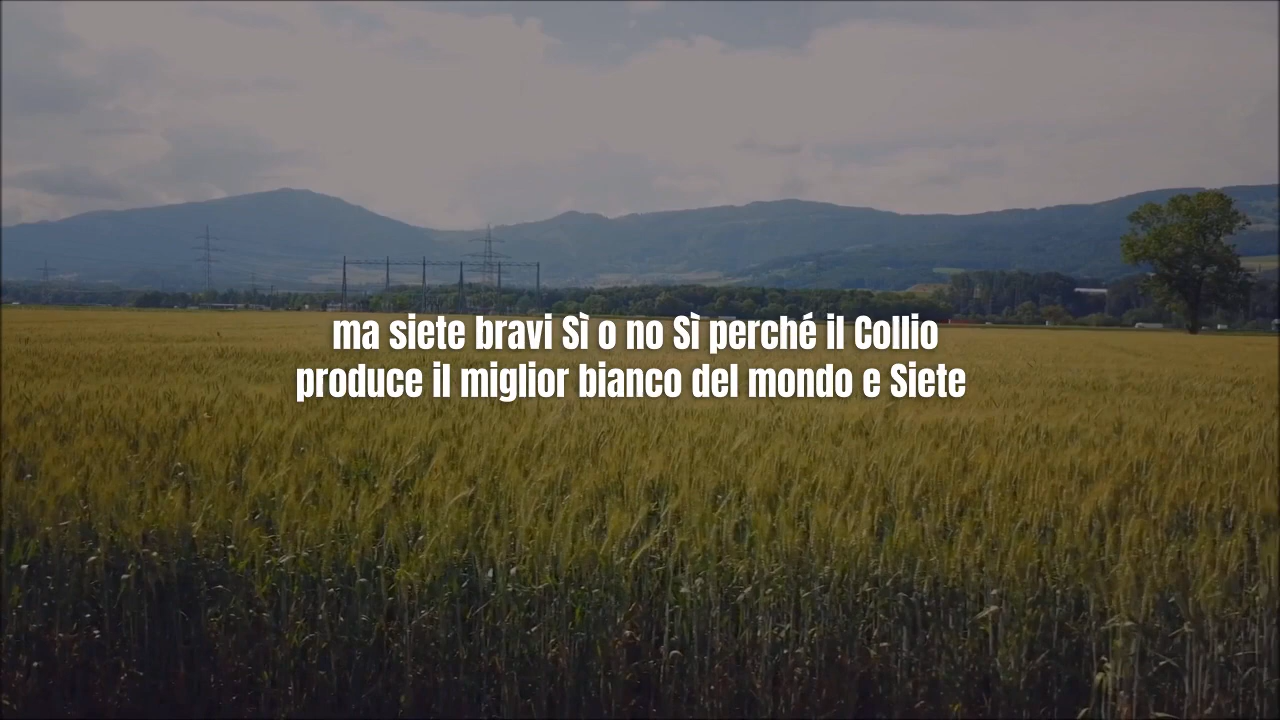 ma siete bravi Sì o no Sì perché il Collio
produce il miglior bianco del mondo e Siete